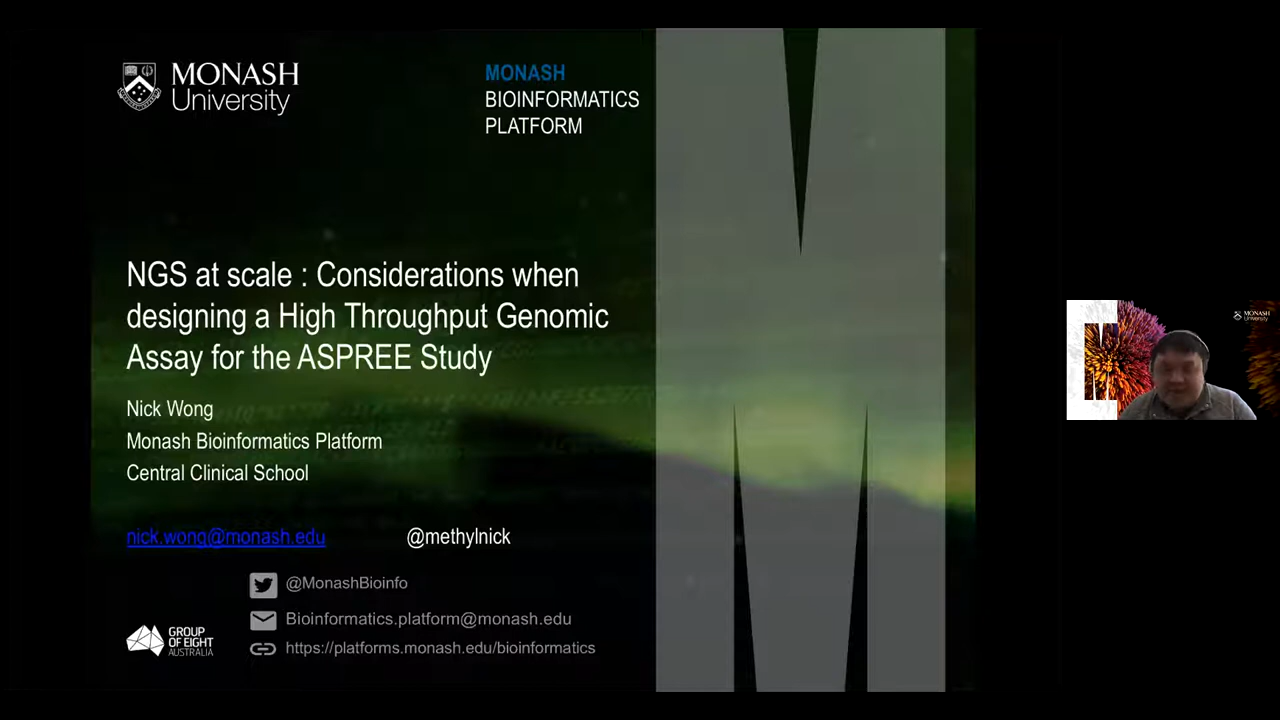 MONASH
University
MONASH
BIOINFORMATICS
PLATFORM
NGS at scale : Considerations when
designing a High Throughput Genomic
Assay for the ASPREE Study
Nick Wong
Monash Bioinformatics Platform
Central Clinical School
nick.wong@monash.edu @methylnick
@MonashBioinfo
Bioinformatics.platform@monash.edu
https://platforms.monash.edu/bioinformatics
GROUP
OF EIGHT
AUSTRALIA
MONASH
University